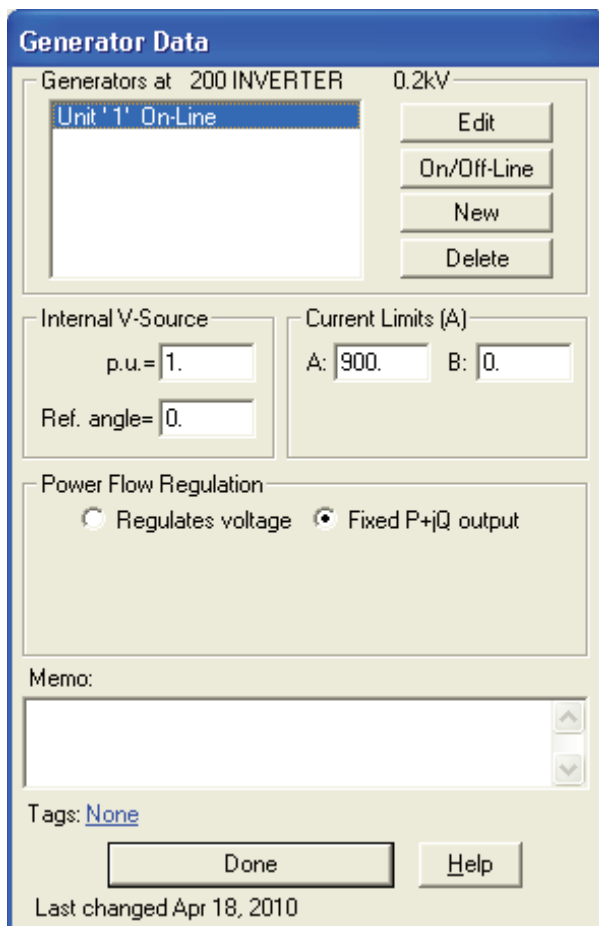 Generator Data
Generators at 200 INVERTER 0.2kV
Unit '1' On-Line
Edit
On/Off-Line
New
Delete
Internal V-Source
p.u.= 1.
Ref. angle= 0.
Current Limits (A)
A: 900. B: 0.
Power Flow Regulation
Regulates voltage Fixed P+jQ output
Memo:
Tags: None
Done Help
Last changed Apr 18, 2010